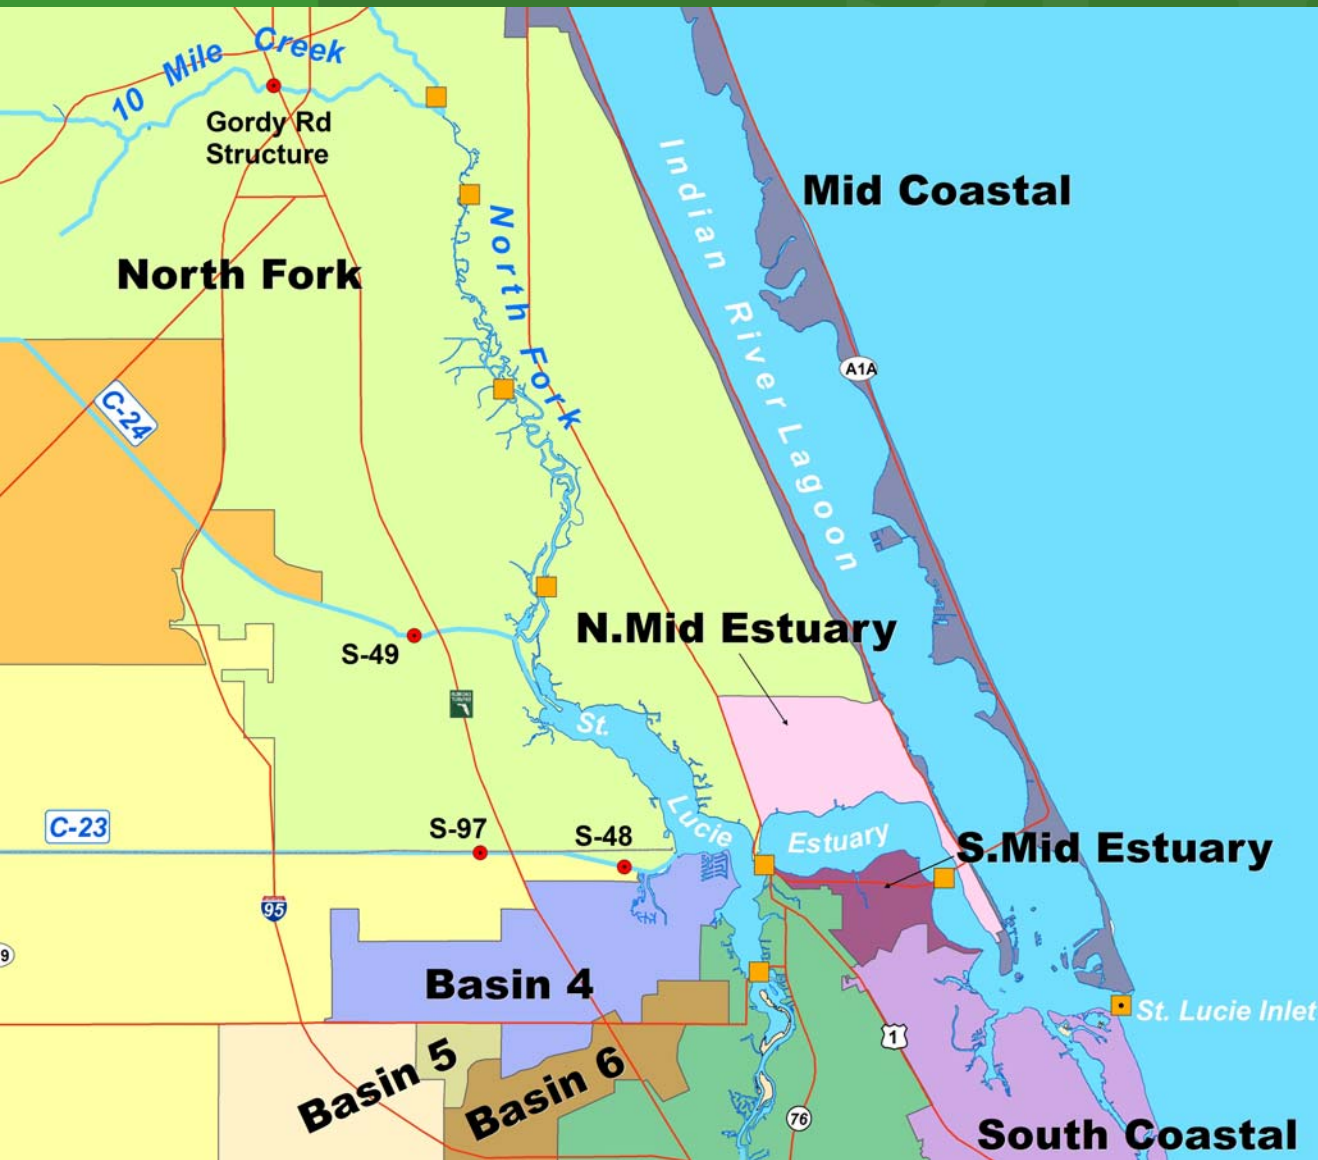 10 Mile Creek
Gordy Rd
Structure
Mid Coastal
Indian River Lagoon
North Fork
North Fork
A1A
C-24
N.Mid Estuary
S-49
St. Lucie Estuary
C-23
S-97
S-48
S.Mid Estuary
95
9
Basin 4
St. Lucie Inlet
1
Basin 5
Basin 6
76
South Coastal